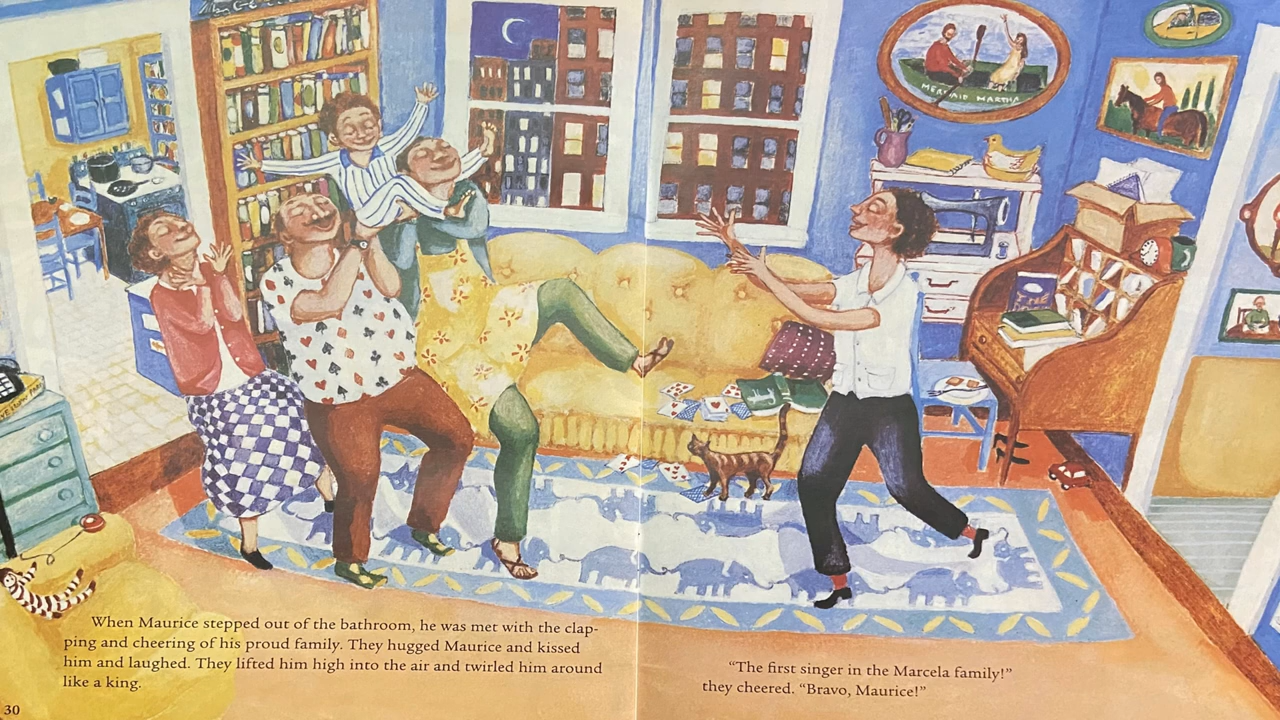 MERMAID MARTHA
THE
When Maurice stepped out of the bathroom, he was met with the clap-
ping and cheering of his proud family. They hugged Maurice and kissed
him and laughed. They lifted him high into the air and twirled him around
like a king.
30
“The first singer in the Marcela family!”
they cheered. “Bravo, Maurice!”